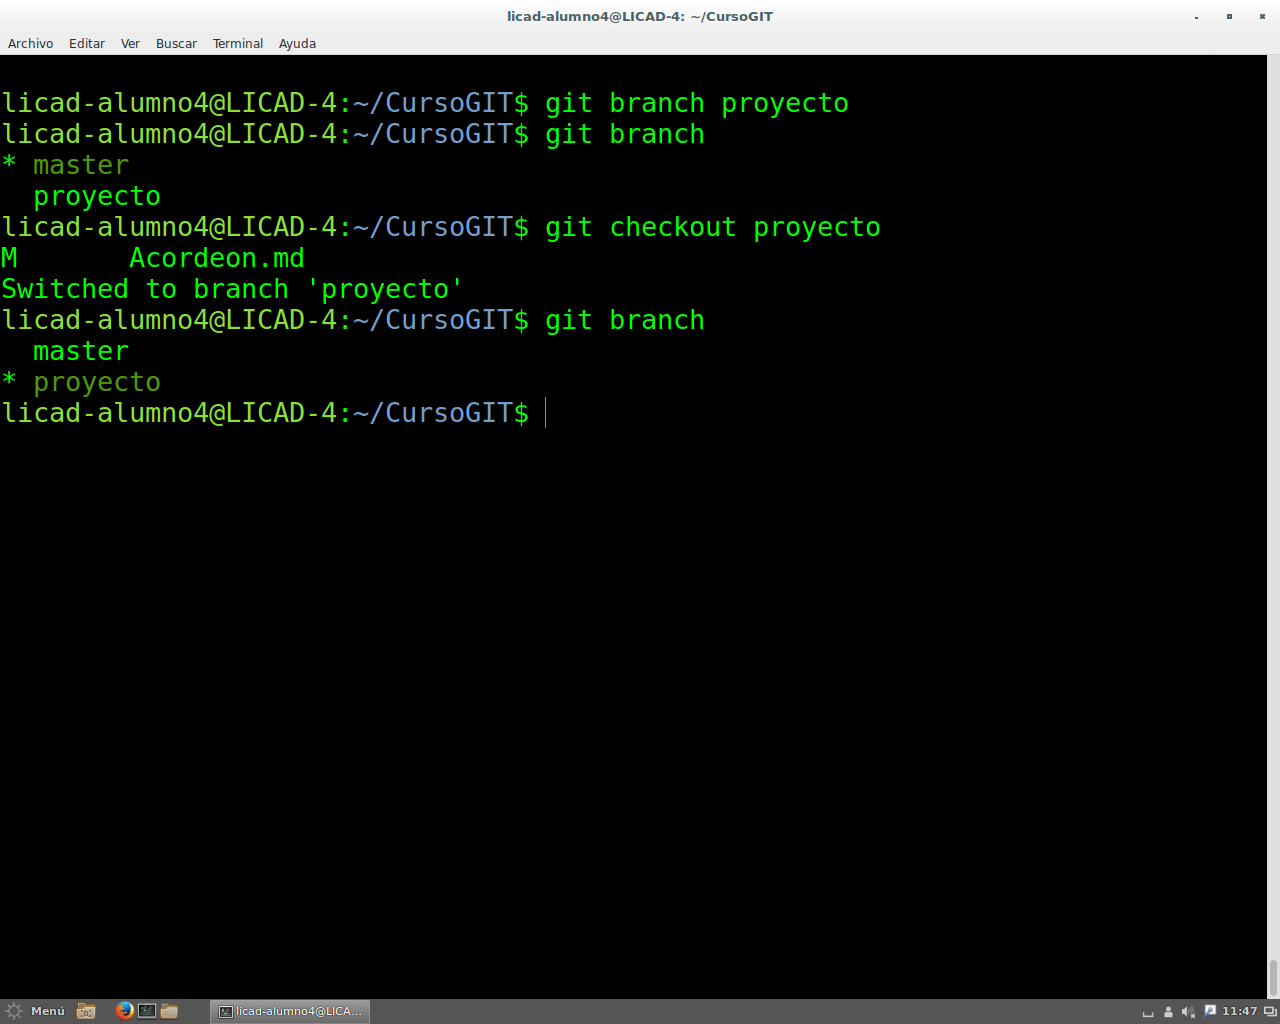 licad-alumno4@LICAD-4: ~/CursoGIT
Archivo Editar Ver Buscar Terminal Ayuda
licad-alumno4@LICAD-4:~/CursoGIT$ git branch proyecto
licad-alumno4@LICAD-4:~/CursoGIT$ git branch
* master
  proyecto
licad-alumno4@LICAD-4:~/CursoGIT$ git checkout proyecto
M       Acordeon.md
Switched to branch 'proyecto'
licad-alumno4@LICAD-4:~/CursoGIT$ git branch
  master
* proyecto
licad-alumno4@LICAD-4:~/CursoGIT$
Menú licad-alumno4@LICA... 11:47